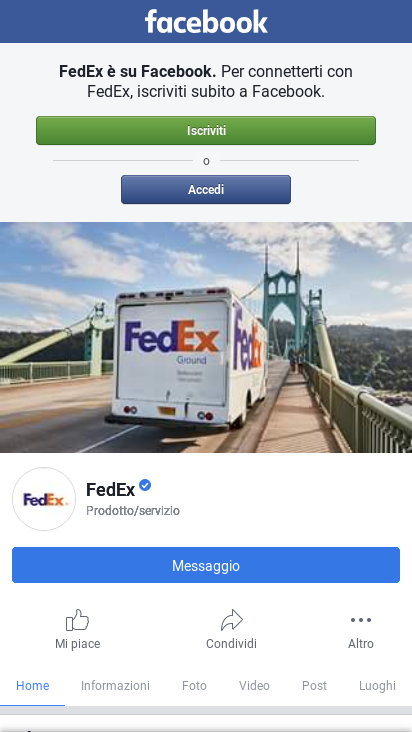 facebook
FedEx è su Facebook. Per connetterti con
FedEx, iscriviti subito a Facebook.
Iscriviti
o
Accedi
FedEx
Ground
FedEx
FedEx
FedEx
Prodotto/servizio
Messaggio
Mi piace Condividi Altro
Home Informazioni Foto Video Post Luoghi